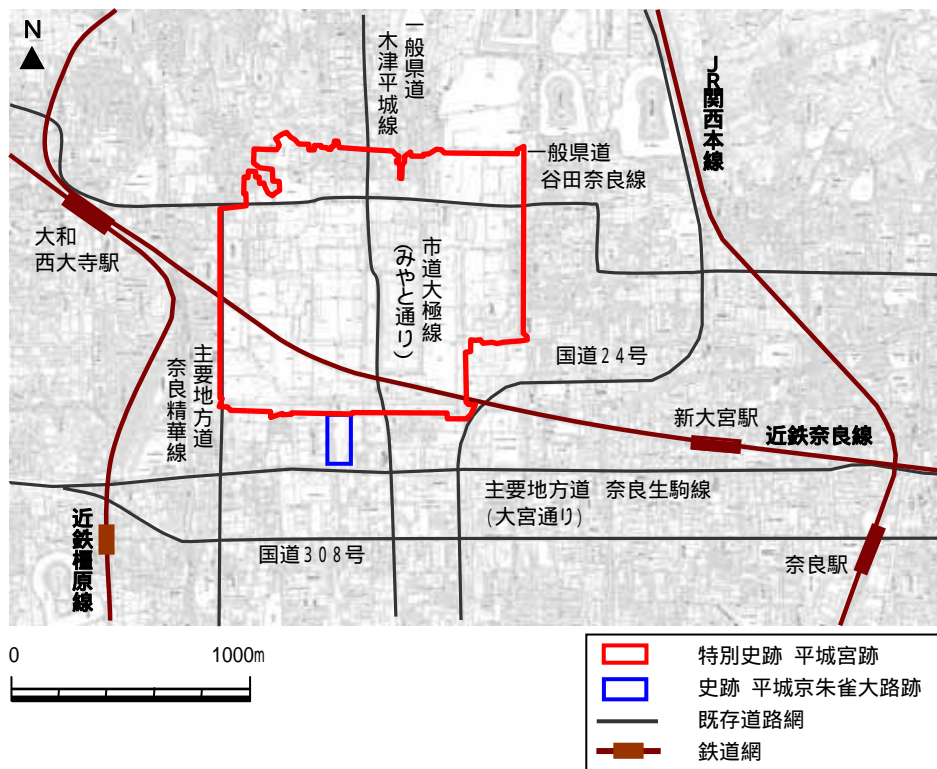 N
一般県道
木津平城線
JR関西本線
一般県道
谷田奈良線
大和
西大寺駅
市道大極線
(みやと通り)
主要地方道
奈良精華線
国道24号
新大宮駅
近鉄奈良線
主要地方道 奈良生駒線
(大宮通り)
近鉄橿原線
国道308号
奈良駅
0 1000m
特別史跡 平城宮跡
史跡 平城京朱雀大路跡
既存道路網
鉄道網